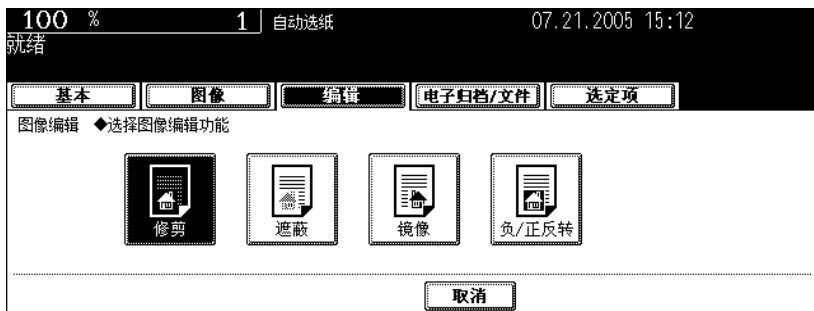 100 % 1 自动选纸 07.21.2005 15:12
就绪
基本 图像 编辑 电子归档/文件 选定项
图像编辑 ◆选择图像编辑功能
修剪 遮蔽 镜像 负/正反转
取消